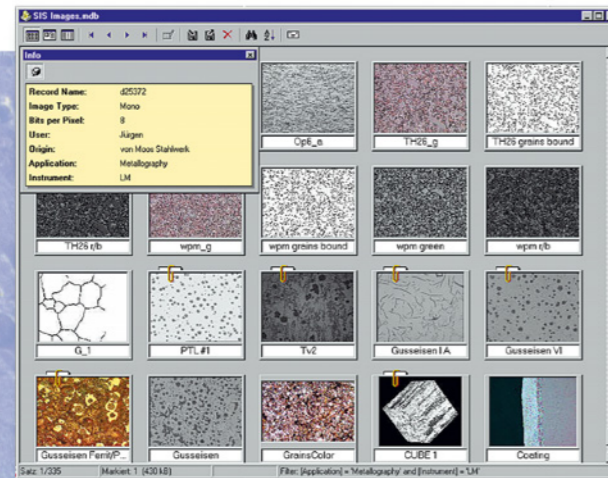 SIS Images.mdb
Info
Record Name: d25372
Image Type: Mono
Bits per Pixel: 8
User: Jürgen
Origin: von Moos Stahlwerk
Application: Metallography
Instrument: LM
Op6_a TH26_g TH26 grains bound
TH26 r/b wpm_g wpm grains bound wpm green wpm r/b
G_1 PTL #1 Tv2 Gusseisen I A Gusseisen VI
Gusseisen Ferrit/P... Gusseisen GrainsColor CUBE 1 Coating
Satz: 1/335 Markiert: 1 (430 kB) Filter: [Application] = 'Metallography' and [Instrument] = 'LM'